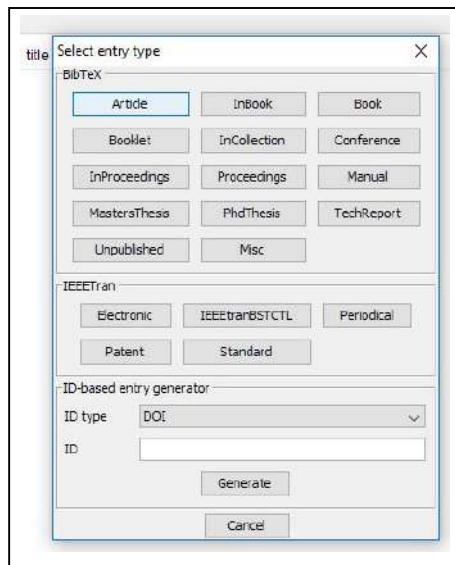 title
Select entry type
BibTeX
Article InBook Book
Booklet InCollection Conference
InProceedings Proceedings Manual
MastersThesis PhdThesis TechReport
Unpublished Misc
IEEETran
Electronic IEEEtranBSTCTL Periodical
Patent Standard
ID-based entry generator
ID type DOI
ID
Generate
Cancel